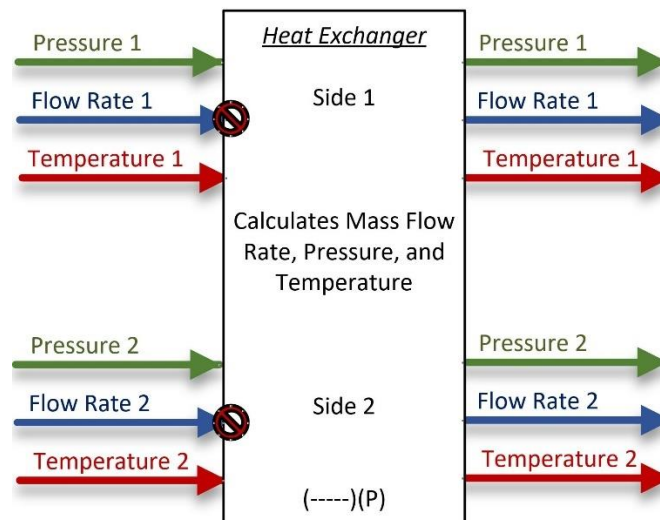 Pressure 1
Flow Rate 1
Temperature 1
Heat Exchanger
Side 1
Calculates Mass Flow
Rate, Pressure, and
Temperature
Pressure 1
Flow Rate 1
Temperature 1
Pressure 2
Flow Rate 2
Temperature 2
Side 2
(-----)(P)
Pressure 2
Flow Rate 2
Temperature 2